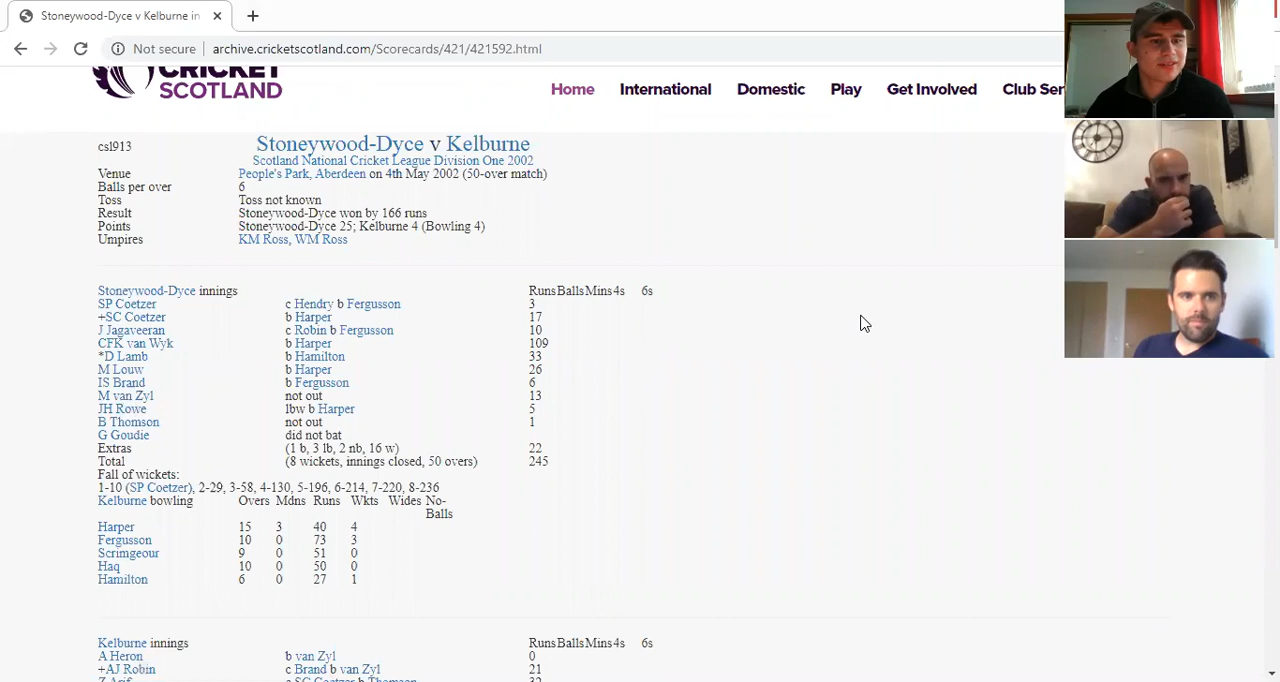 Stoneywood-Dyce v Kelburne in
Not secure archive.cricketscotland.com/Scorecards/421/421592.html
CRICKET
SCOTLAND
Home International Domestic Play Get Involved Club Ser
csl913 Stoneywood-Dyce v Kelburne
Scotland National Cricket League Division One 2002
Venue People's Park, Aberdeen on 4th May 2002 (50-over match)
Balls per over 6
Toss Toss not known
Result Stoneywood-Dyce won by 166 runs
Points Stoneywood-Dyce 25; Kelburne 4 (Bowling 4)
Umpires KM Ross, WM Ross
Stoneywood-Dyce innings Runs Balls Mins 4s 6s
SP Coetzer c Hendry b Fergusson 3
+SC Coetzer b Harper 17
J Jagaveeran c Robin b Fergusson 10
CFK van Wyk b Harper 109
*D Lamb b Hamilton 33
M Louw b Harper 26
IS Brand b Fergusson 6
M van Zyl not out 13
JH Rowe lbw b Harper 5
B Thomson not out 1
G Goudie did not bat
Extras (1 b, 3 lb, 2 nb, 16 w) 22
Total (8 wickets, innings closed, 50 overs) 245
Fall of wickets:
1-10 (SP Coetzer), 2-29, 3-58, 4-130, 5-196, 6-214, 7-220, 8-236
Kelburne bowling Overs Mdns Runs Wkts Wides No-
Balls
Harper 15 3 40 4
Fergusson 10 0 73 3
Scrimgeour 9 0 51 0
Haq 10 0 50 0
Hamilton 6 0 27 1
Kelburne innings Runs Balls Mins 4s 6s
A Heron b van Zyl 0
+AJ Robin c Brand b van Zyl 21
Z Arif c SC Coetzer b Thomson 32